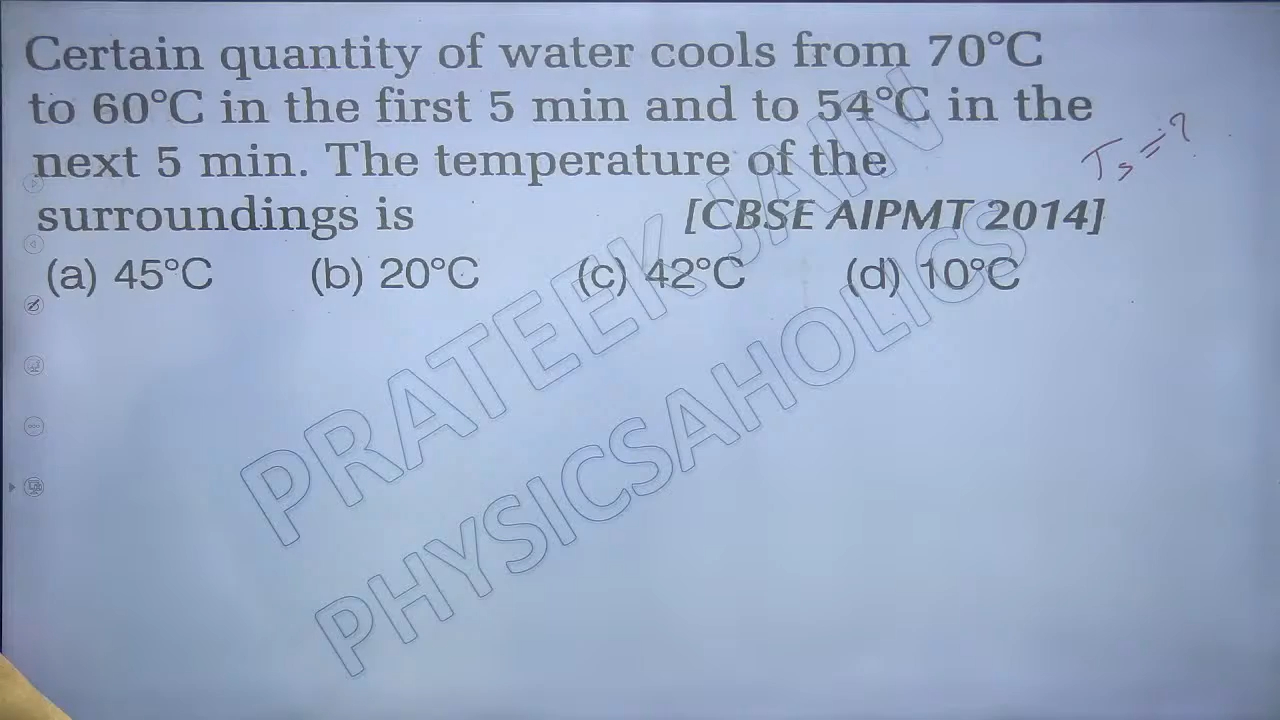 Certain quantity of water cools from 70°C
to 60°C in the first 5 min and to 54°C in the
next 5 min. The temperature of the
surroundings is [CBSE AIPMT 2014]
(a) 45°C (b) 20°C (c) 42°C (d) 10°C
Ts = ?
PRATEEK JAIN
PHYSICSAHOLICS